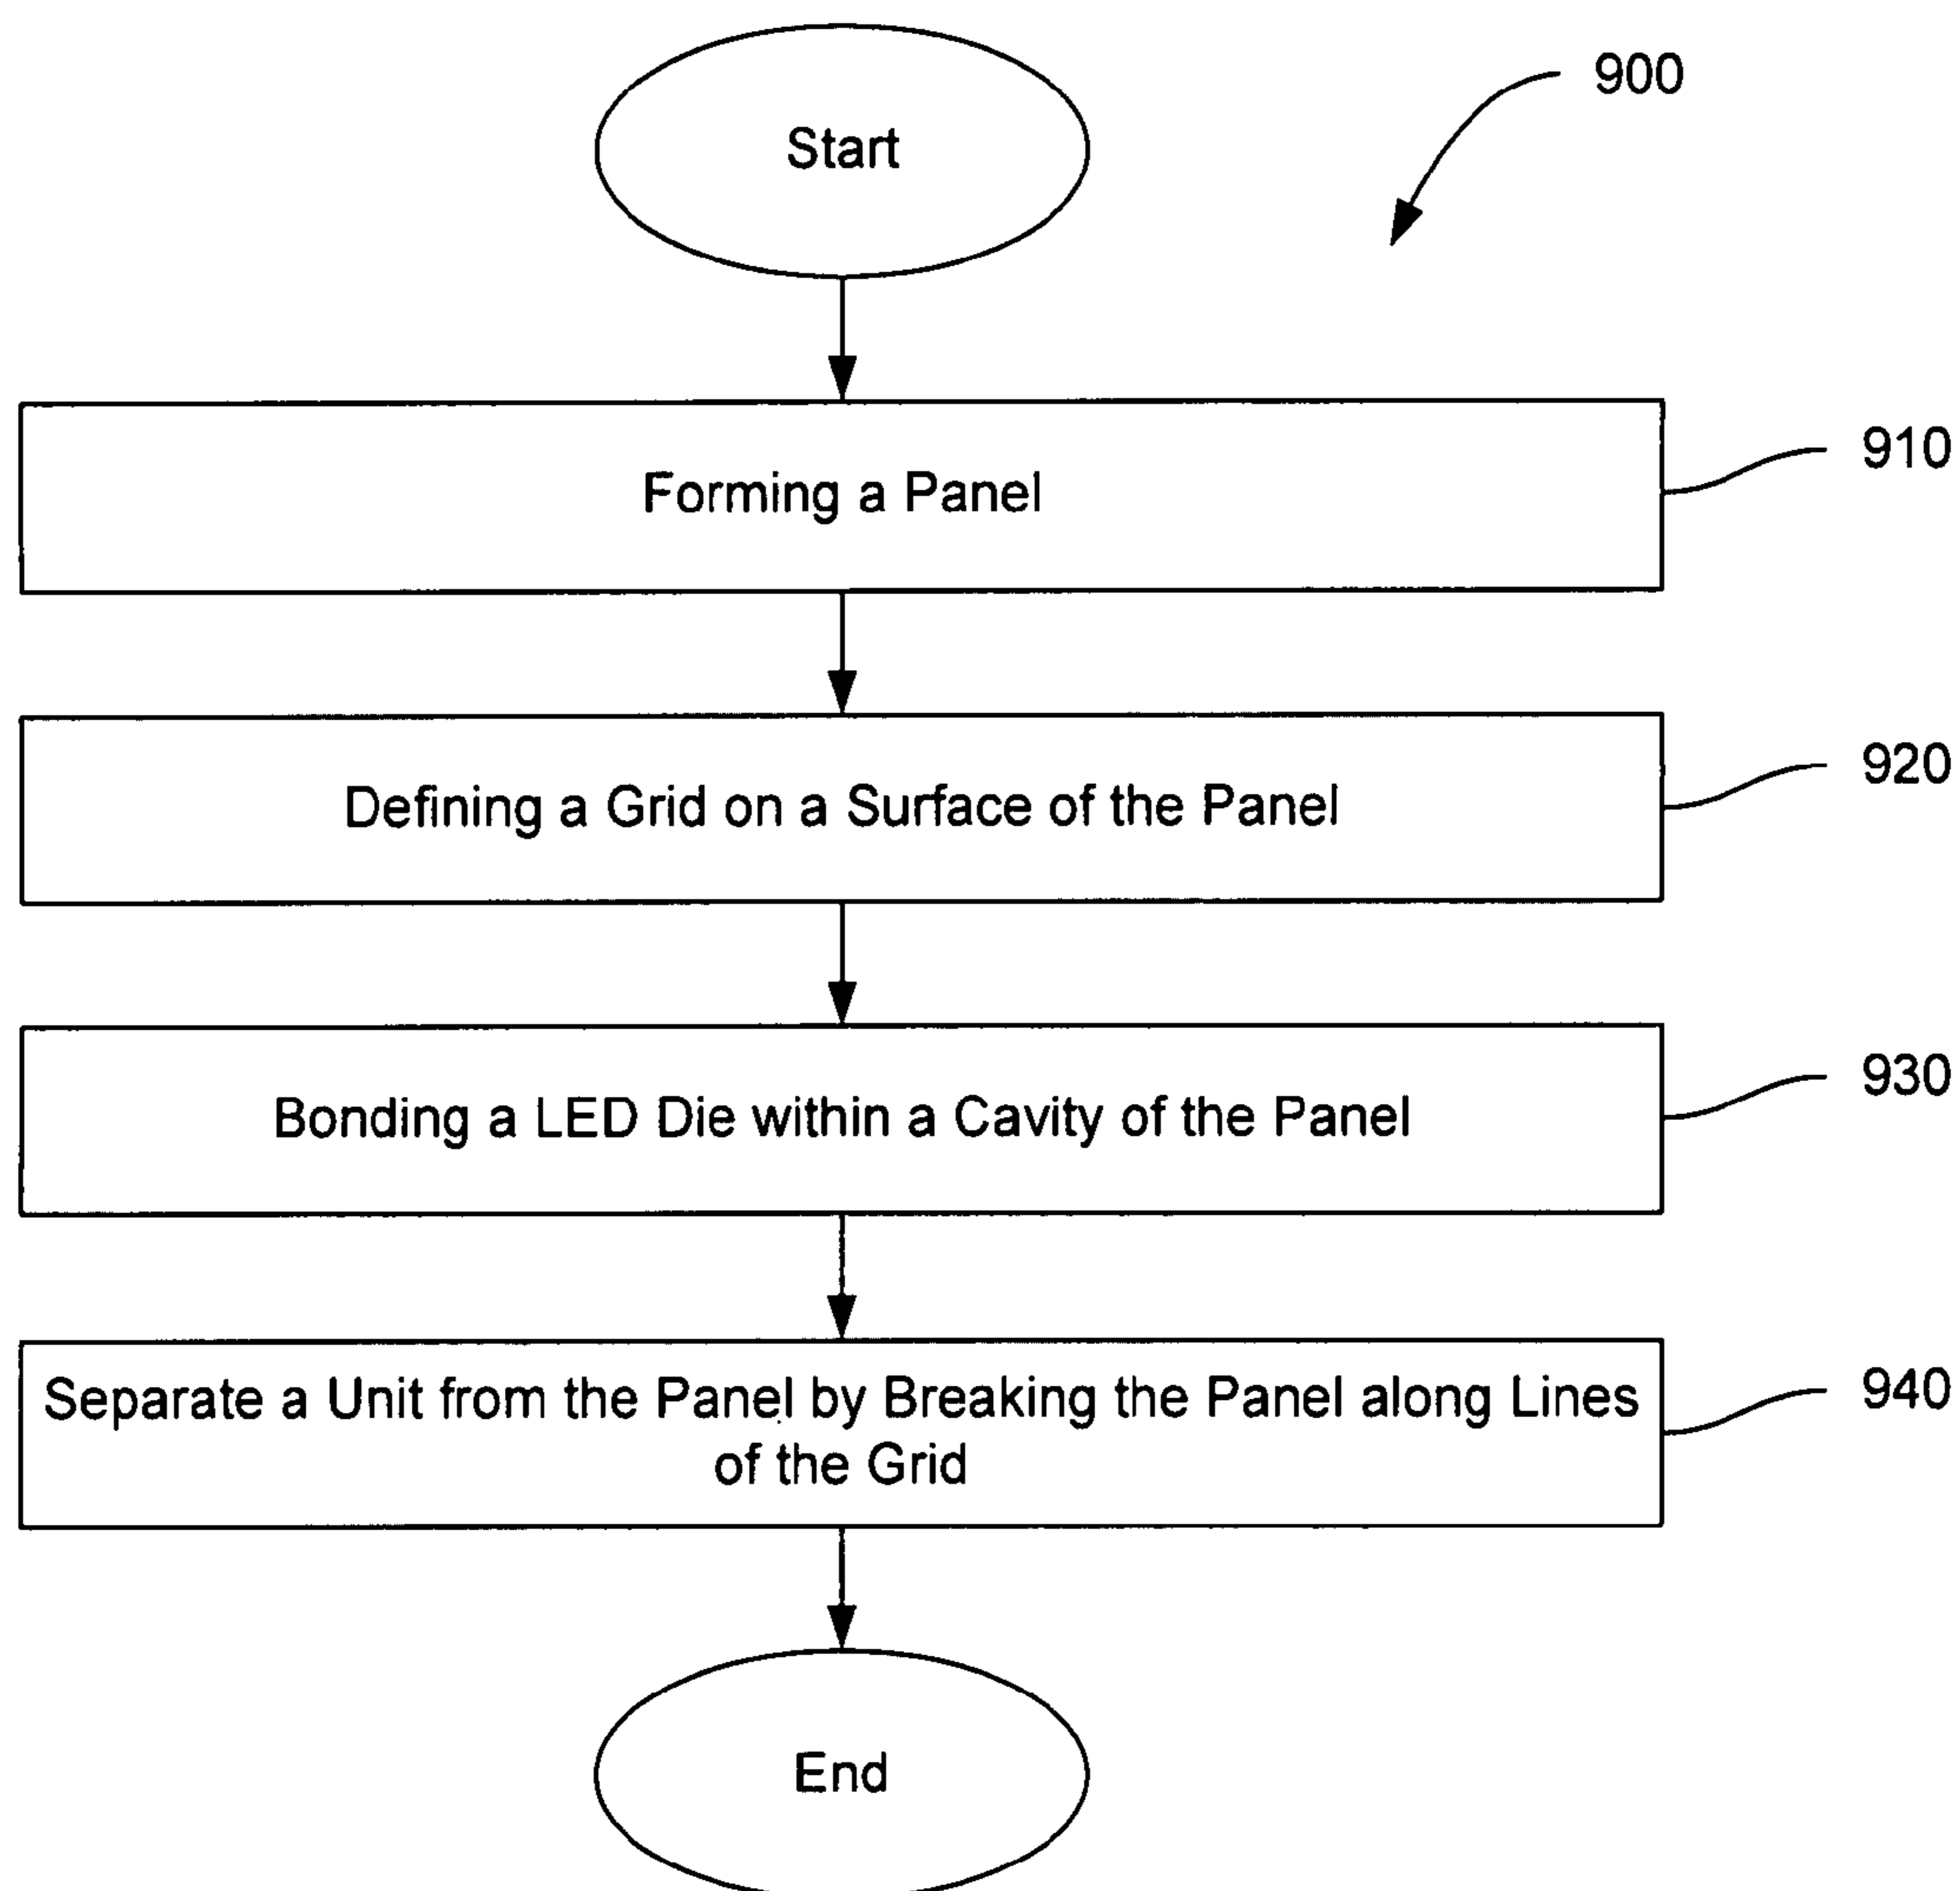 Start
900
Forming a Panel
910
Defining a Grid on a Surface of the Panel
920
Bonding a LED Die within a Cavity of the Panel
930
Separate a Unit from the Panel by Breaking the Panel along Lines
of the Grid
940
End